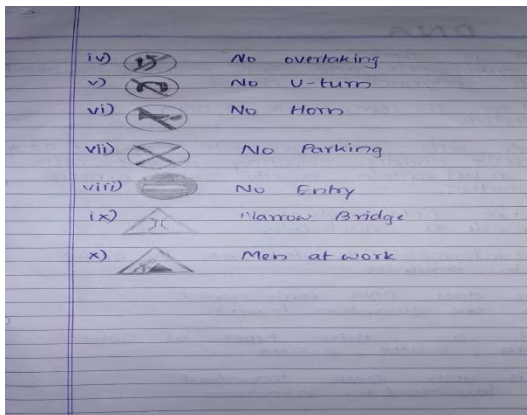 iv) No overtaking
v) No U-turn
vi) No Horn
vii) No Parking
viii) No Entry
ix) Narrow Bridge
x) Men at work